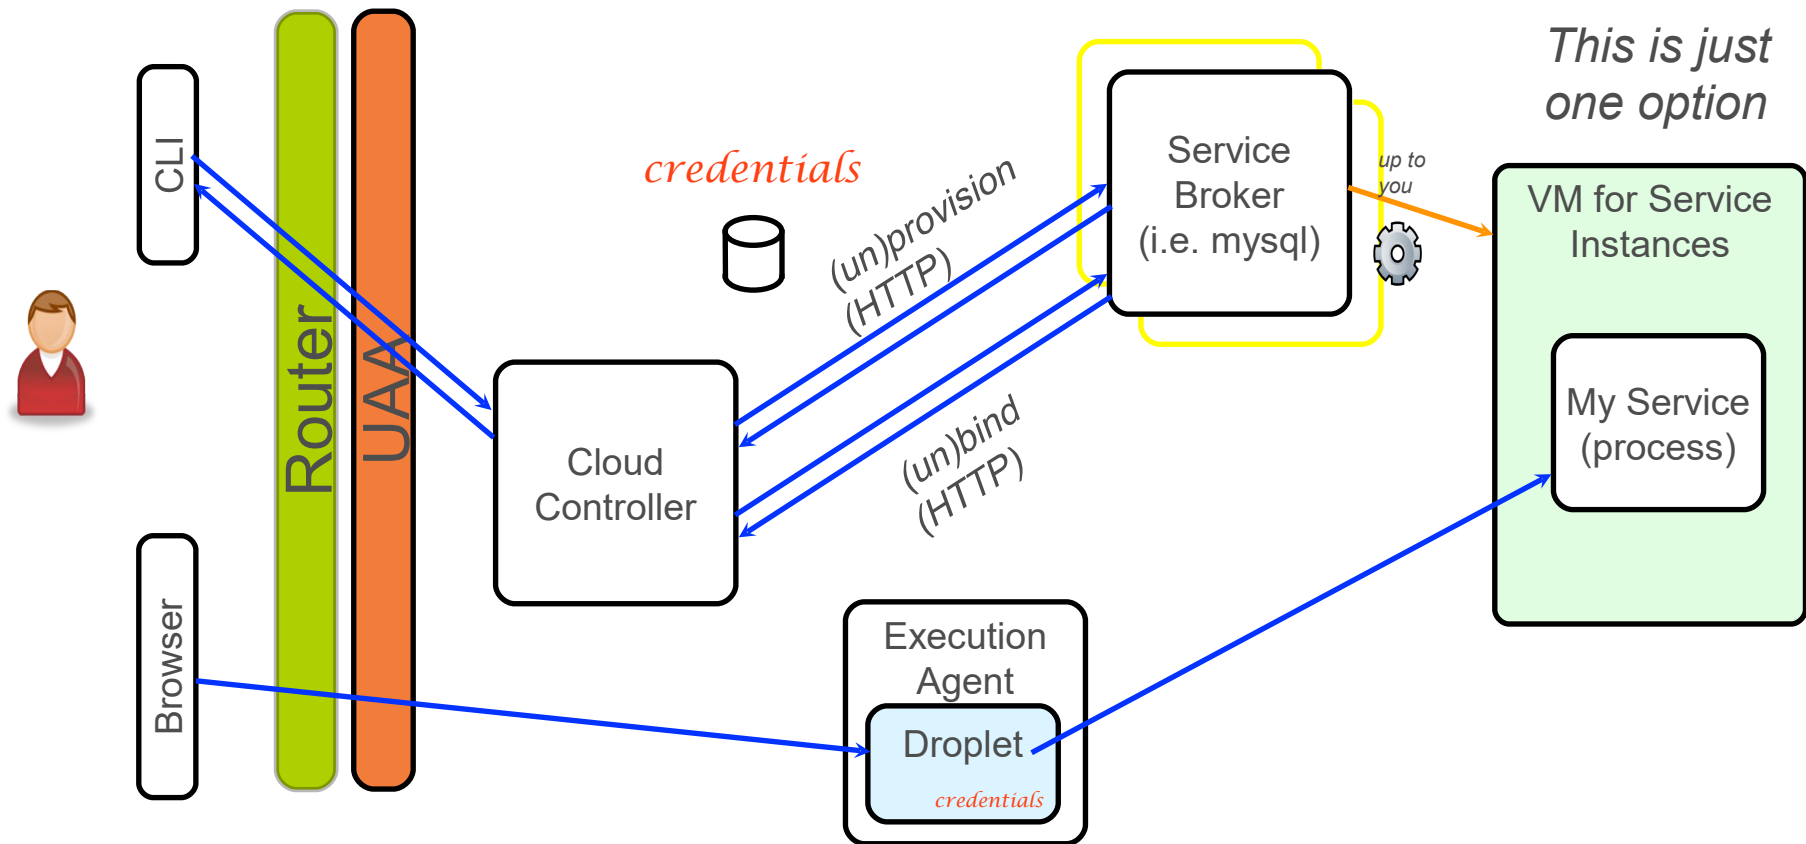 This is just
one option
CLI
Router
UAA
credentials
(un)provision
(HTTP)
Service
Broker
(i.e. mysql)
up to
you
VM for Service
Instances
My Service
(process)
Cloud
Controller
(un)bind
(HTTP)
Browser
Execution
Agent
Droplet
credentials